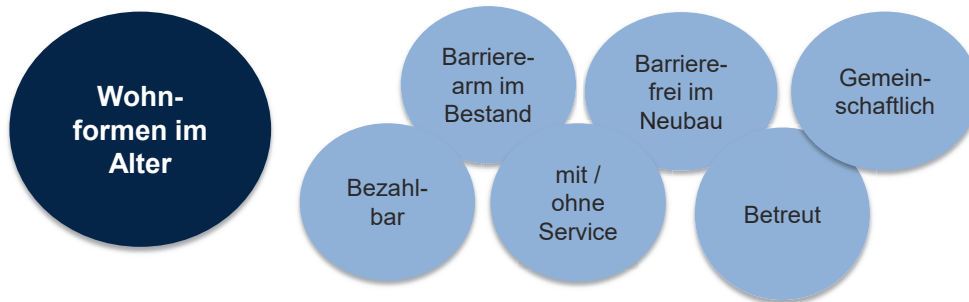 Wohn-
formen im
Alter
Barriere-
arm im
Bestand
Barriere-
frei im
Neubau
Gemein-
schaftlich
Bezahl-
bar
mit /
ohne
Service
Betreut